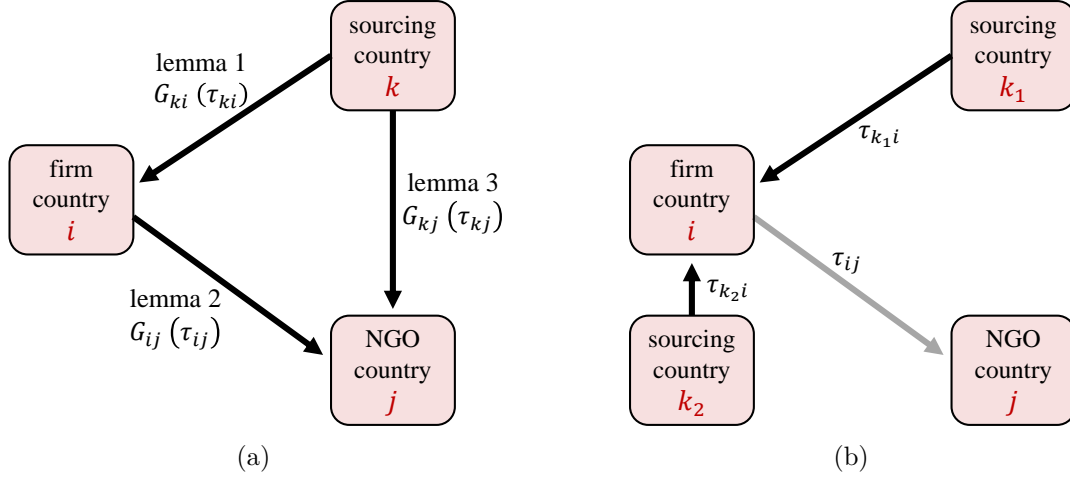 sourcing
country
k
lemma 1
G_{ki} (τ_{ki})
firm
country
i
lemma 3
G_{kj} (τ_{kj})
lemma 2
G_{ij} (τ_{ij})
NGO
country
j
(a)
sourcing
country
k_1
τ_{k_1 i}
firm
country
i
τ_{ij}
τ_{k_2 i}
sourcing
country
k_2
NGO
country
j
(b)